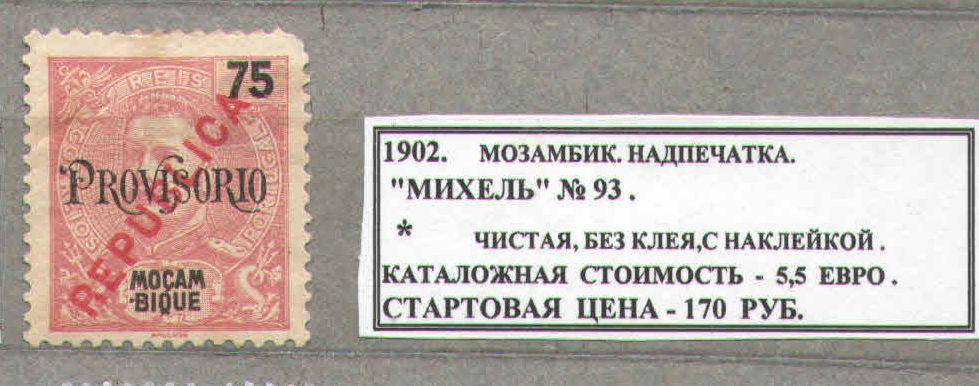 75
REIS
PROVISORIO
REPUBLICA
MOÇAM
-BIQUE
1902. МОЗАМБИК. НАДПЕЧАТКА.
"МИХЕЛЬ" № 93 .
* ЧИСТАЯ, БЕЗ КЛЕЯ,С НАКЛЕЙКОЙ .
КАТАЛОЖНАЯ СТОИМОСТЬ - 5,5 ЕВРО .
СТАРТОВАЯ ЦЕНА - 170 РУБ.